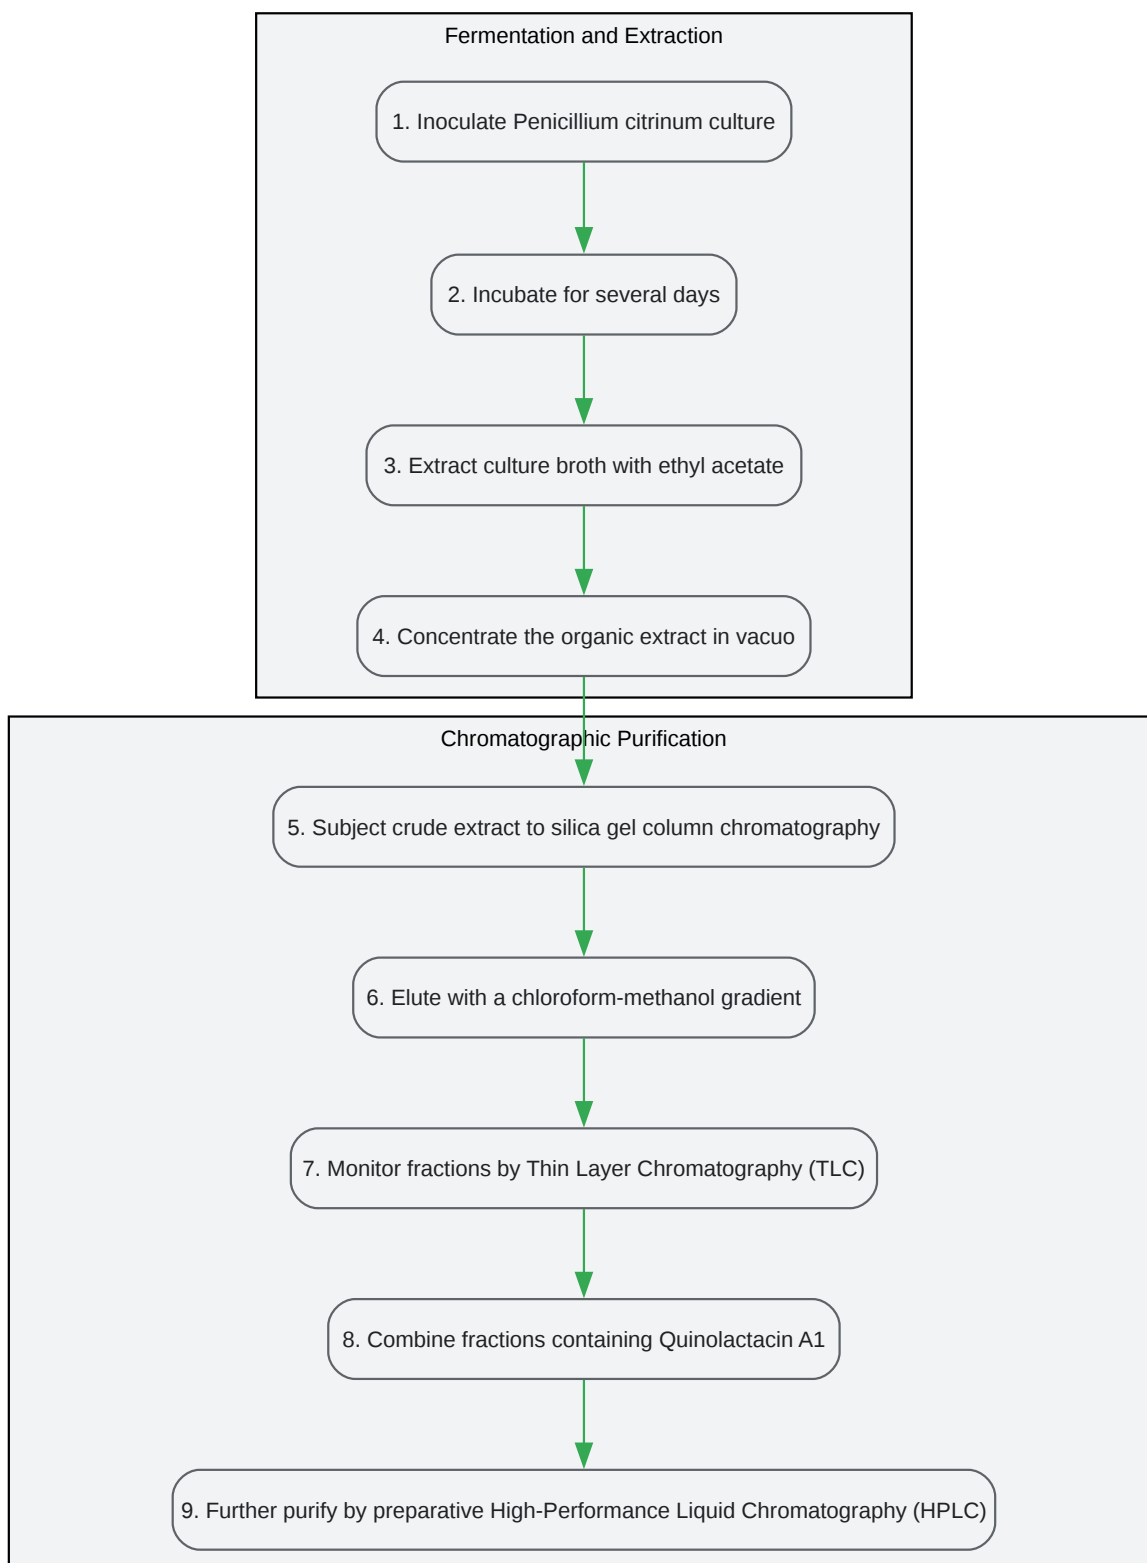 Fermentation and Extraction
1. Inoculate Penicillium citrinum culture
2. Incubate for several days
3. Extract culture broth with ethyl acetate
4. Concentrate the organic extract in vacuo
Chromatographic Purification
5. Subject crude extract to silica gel column chromatography
6. Elute with a chloroform-methanol gradient
7. Monitor fractions by Thin Layer Chromatography (TLC)
8. Combine fractions containing Quinolactacin A1
9. Further purify by preparative High-Performance Liquid Chromatography (HPLC)